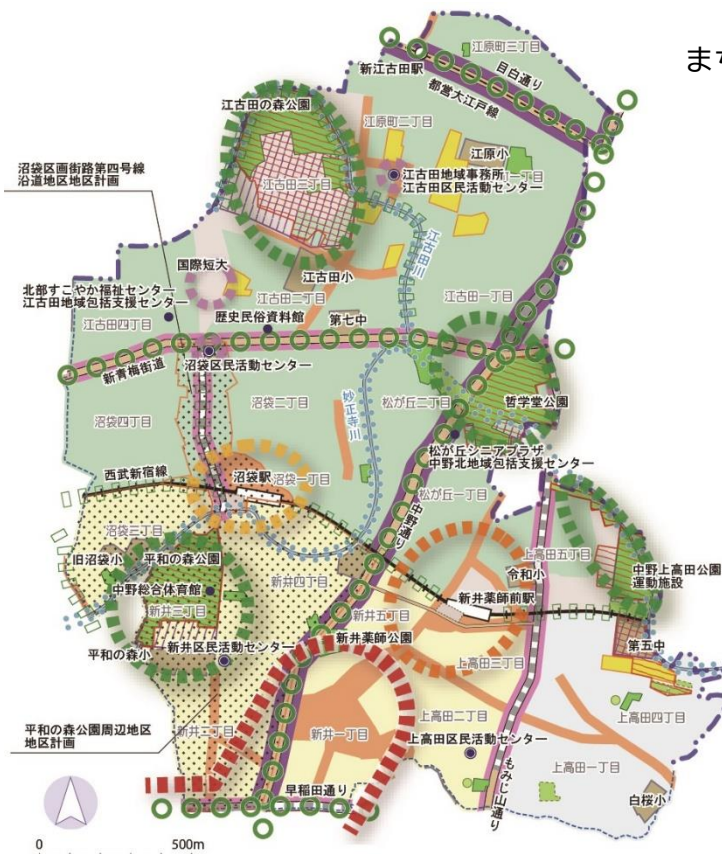 まち
江原町三丁目
新江古田駅
目白通り
都営大江戸線
江古田の森公園
江原町二丁目
江原小
沼袋区画街路第四号線
沿道地区地区計画
江古田三丁目
江古田地域事務所
江古田区民活動センター
江古田川
国際短大
北部すこやか福祉センター
江古田地域包括支援センター
江古田小
江古田二丁目
江古田一丁目
江古田四丁目
歴史民俗資料館
第七中
新青梅街道
沼袋区民活動センター
沼袋四丁目
沼袋二丁目
妙正寺川
松が丘二丁目
哲学堂公園
松が丘シニアプラザ
中野北地域包括支援センター
西武新宿線
沼袋駅
沼袋一丁目
松が丘一丁目
中野通り
沼袋三丁目
旧沼袋小
平和の森公園
中野総合体育館
新井四丁目
上高田五丁目
令和小
中野上高田公園
運動施設
新井三丁目
新井五丁目
新井薬師前駅
平和の森小
新井区民活動センター
新井薬師公園
上高田三丁目
第五中
平和の森公園周辺地区
地区計画
新井二丁目
新井一丁目
上高田二丁目
上高田四丁目
上高田区民活動センター
もみじ山通り
上高田一丁目
早稲田通り
白桜小
0 500m